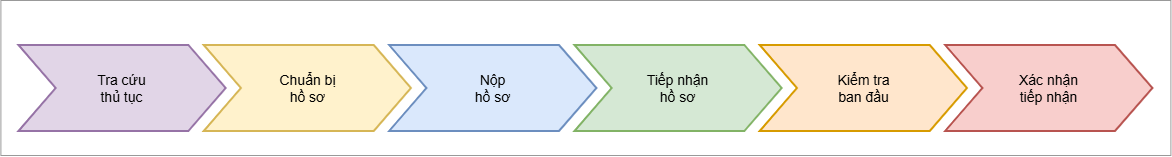 Tra cứu
thủ tục
Chuẩn bị
hồ sơ
Nộp
hồ sơ
Tiếp nhận
hồ sơ
Kiểm tra
ban đầu
Xác nhận
tiếp nhận